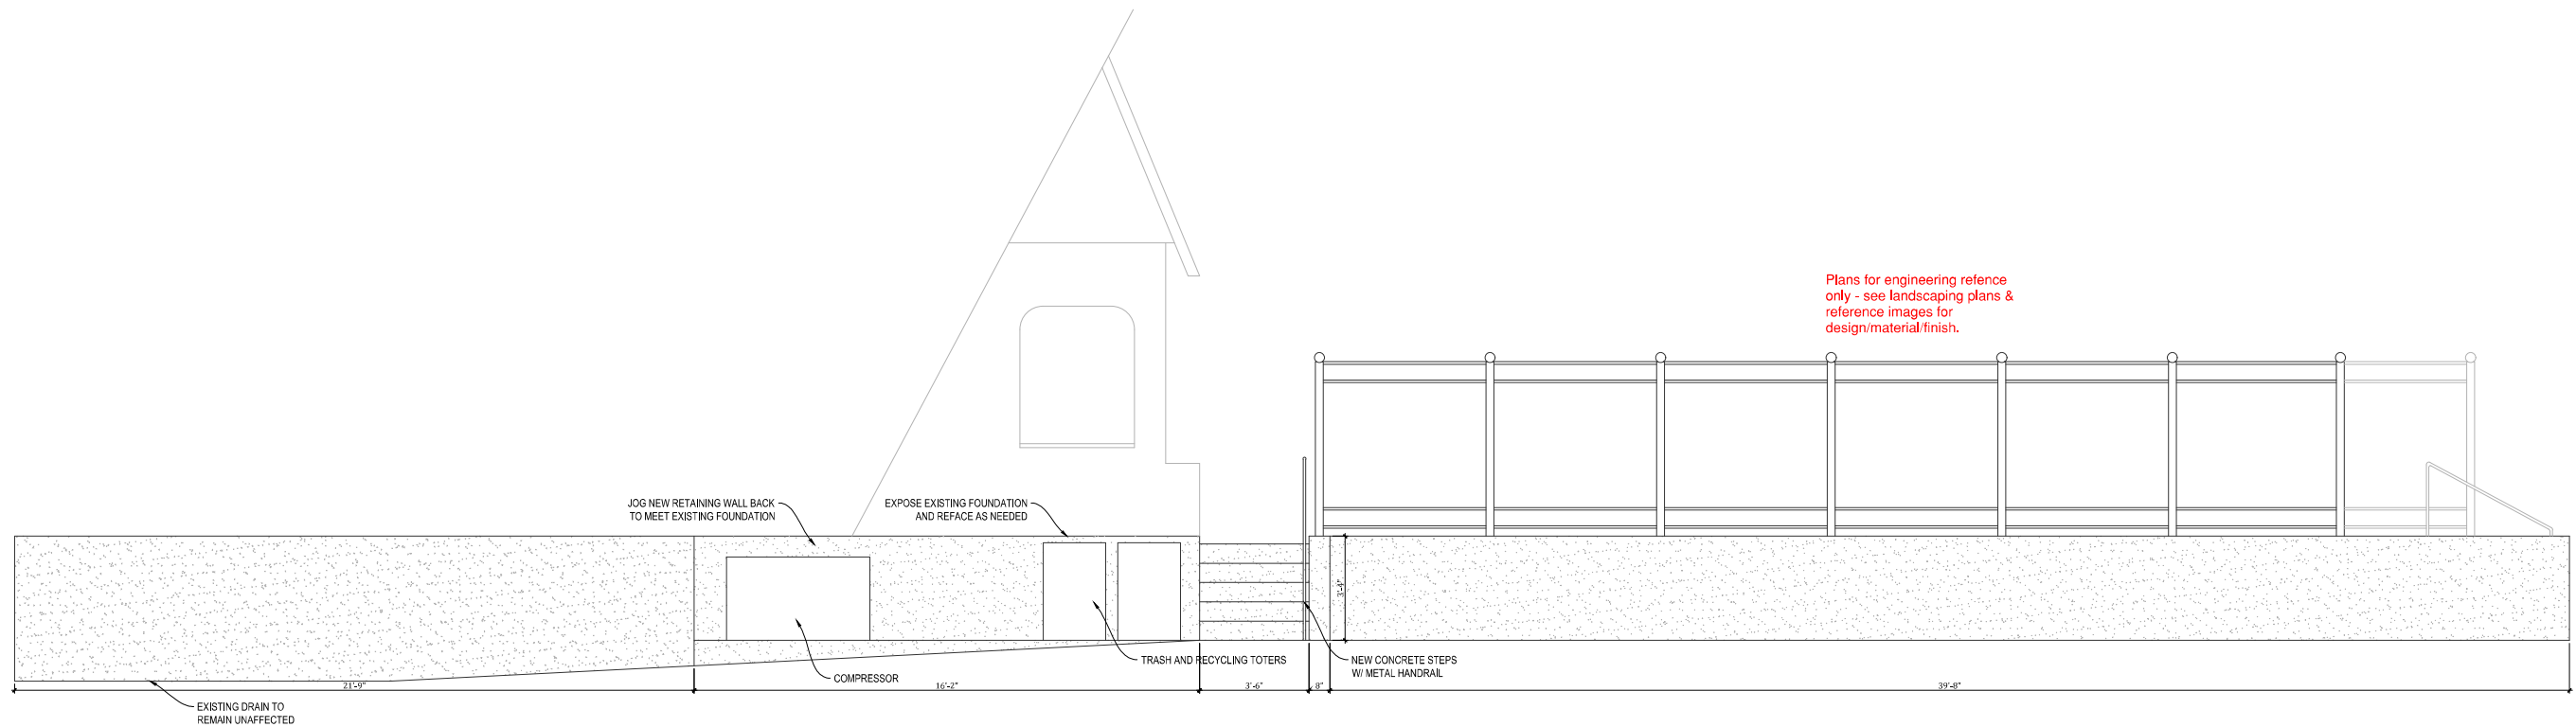 Plans for engineering refence
only - see landscaping plans &
reference images for
design/material/finish.
JOG NEW RETAINING WALL BACK
TO MEET EXISTING FOUNDATION
EXPOSE EXISTING FOUNDATION
AND REFACE AS NEEDED
3'-4"
TRASH AND RECYCLING TOTERS
NEW CONCRETE STEPS
W/ METAL HANDRAIL
COMPRESSOR
21'-9"
16'-2"
3'-6"
8"
39'-8"
EXISTING DRAIN TO
REMAIN UNAFFECTED